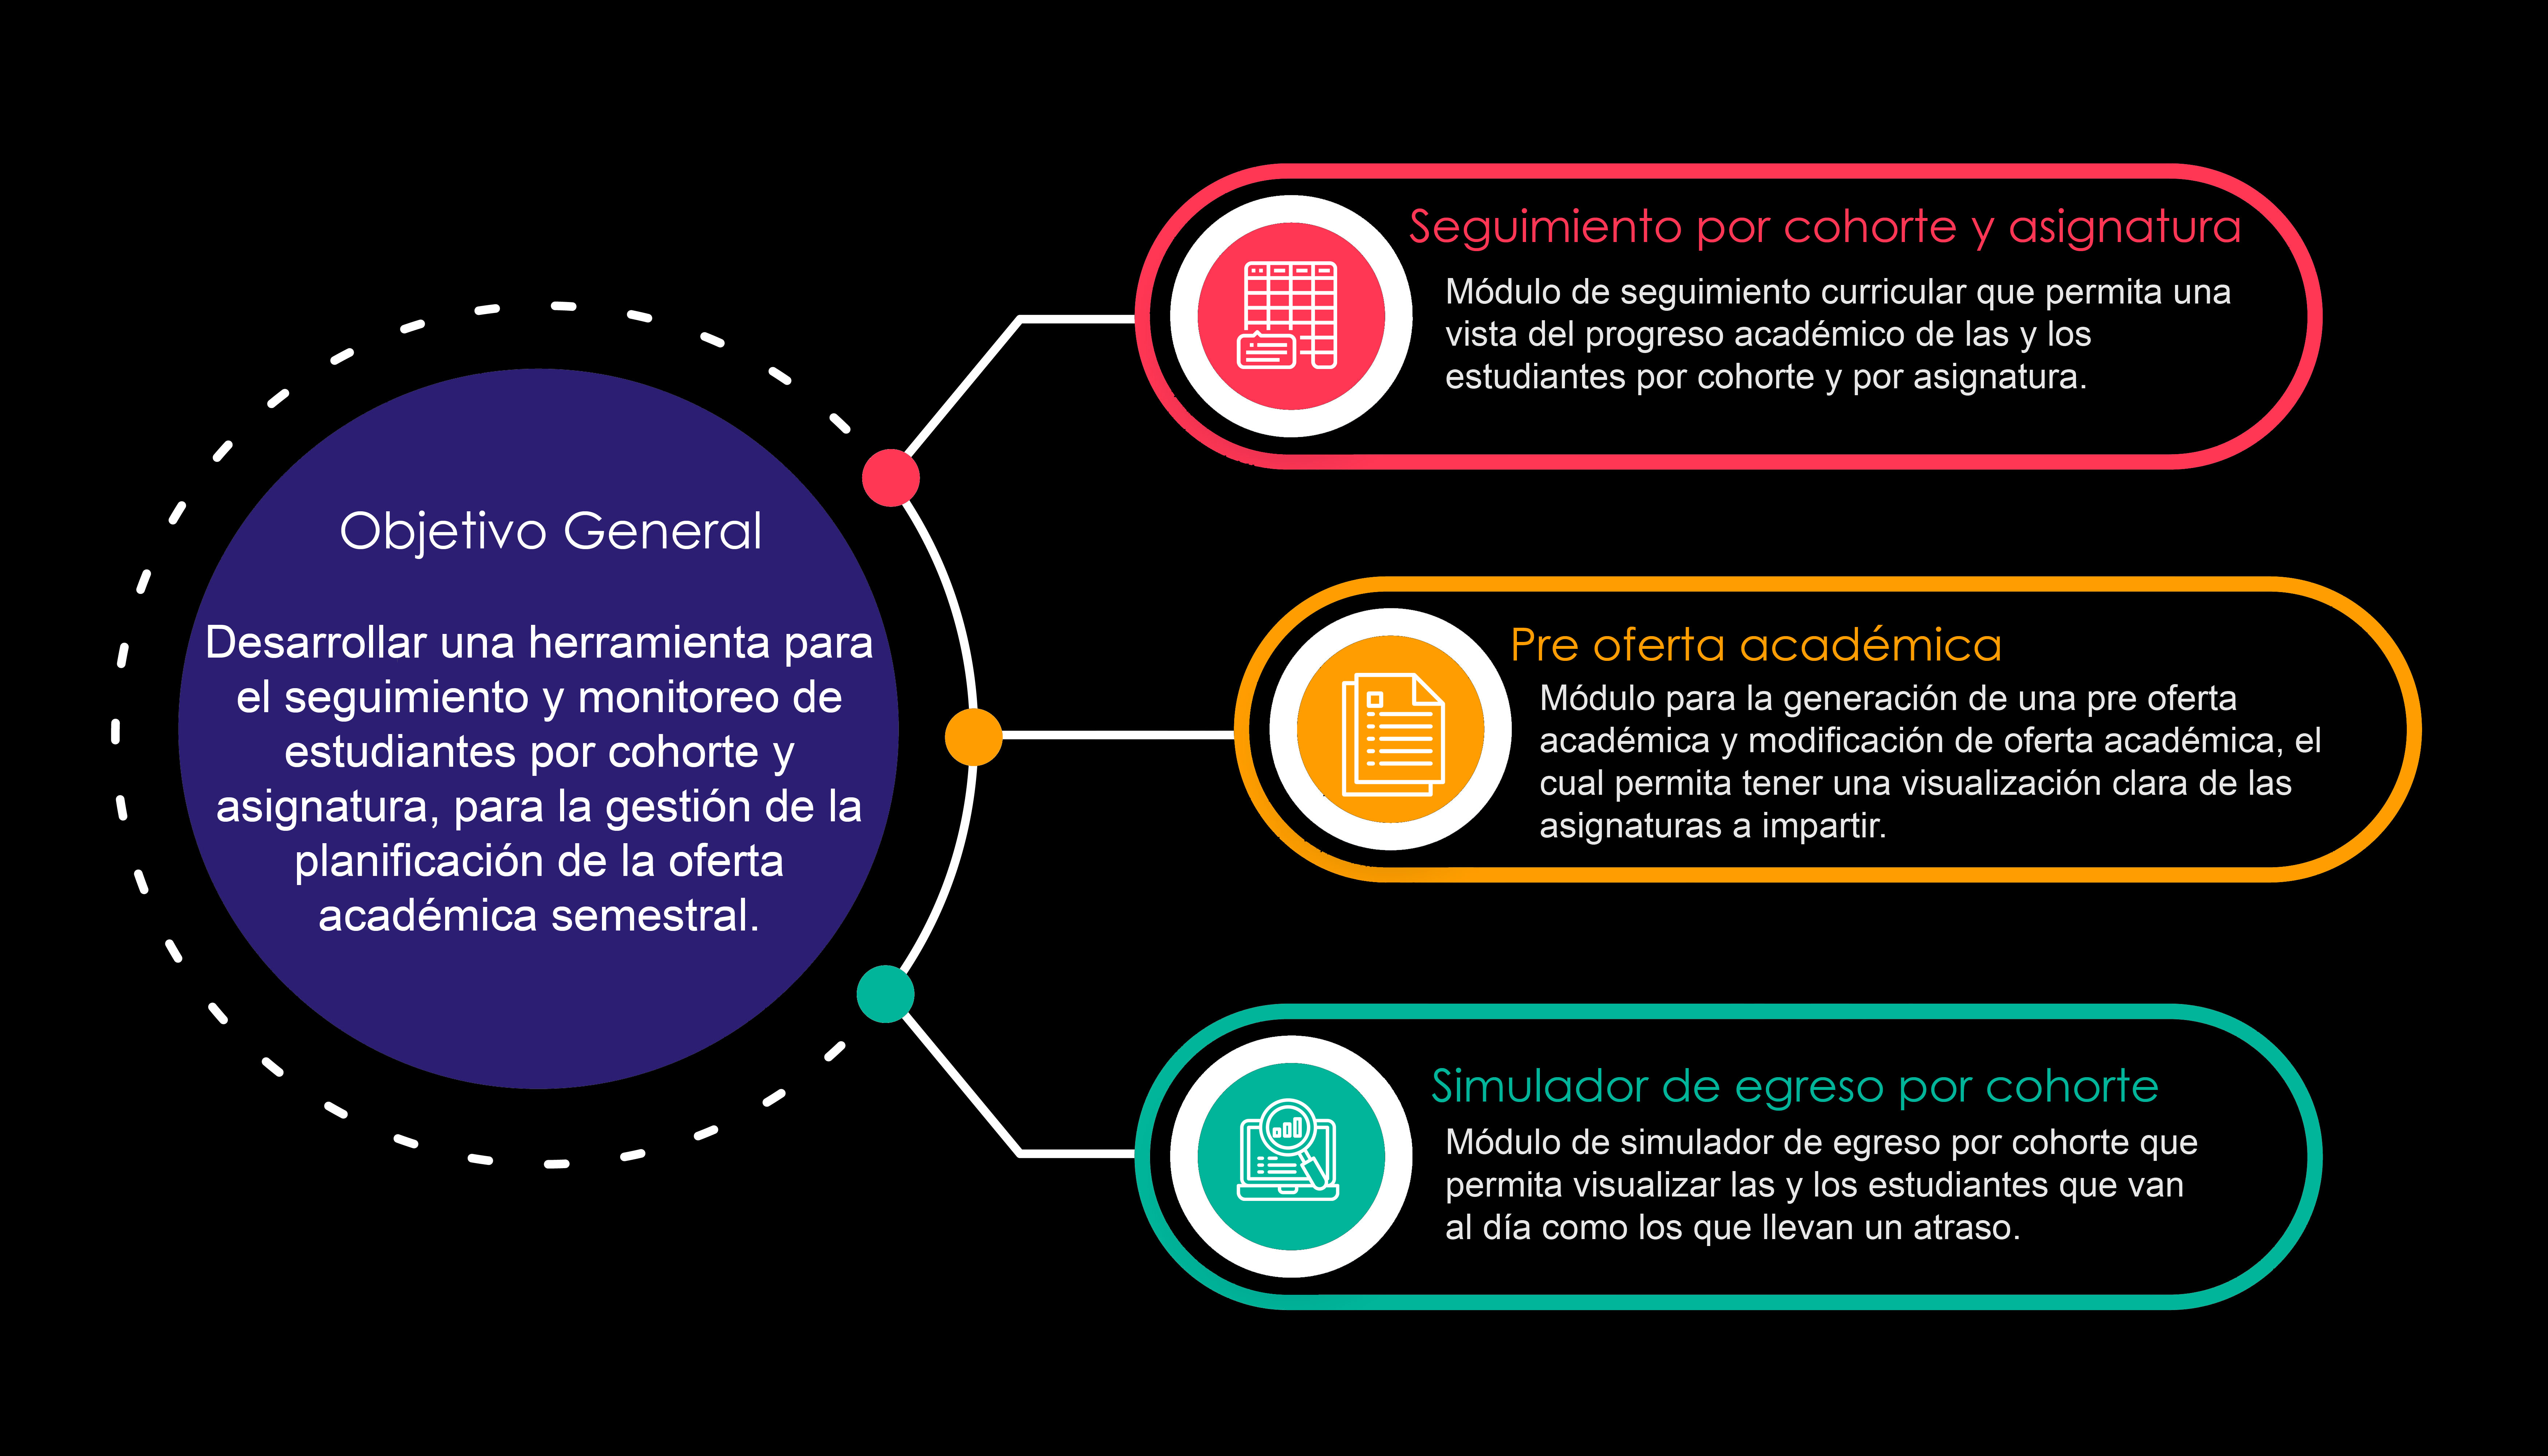 Objetivo General
Desarrollar una herramienta para
el seguimiento y monitoreo de
estudiantes por cohorte y
asignatura, para la gestión de la
planificación de la oferta
académica semestral.
Seguimiento por cohorte y asignatura
Módulo de seguimiento curricular que permita una
vista del progreso académico de las y los
estudiantes por cohorte y por asignatura.
Pre oferta académica
Módulo para la generación de una pre oferta
académica y modificación de oferta académica, el
cual permita tener una visualización clara de las
asignaturas a impartir.
Simulador de egreso por cohorte
Módulo de simulador de egreso por cohorte que
permita visualizar las y los estudiantes que van
al día como los que llevan un atraso.